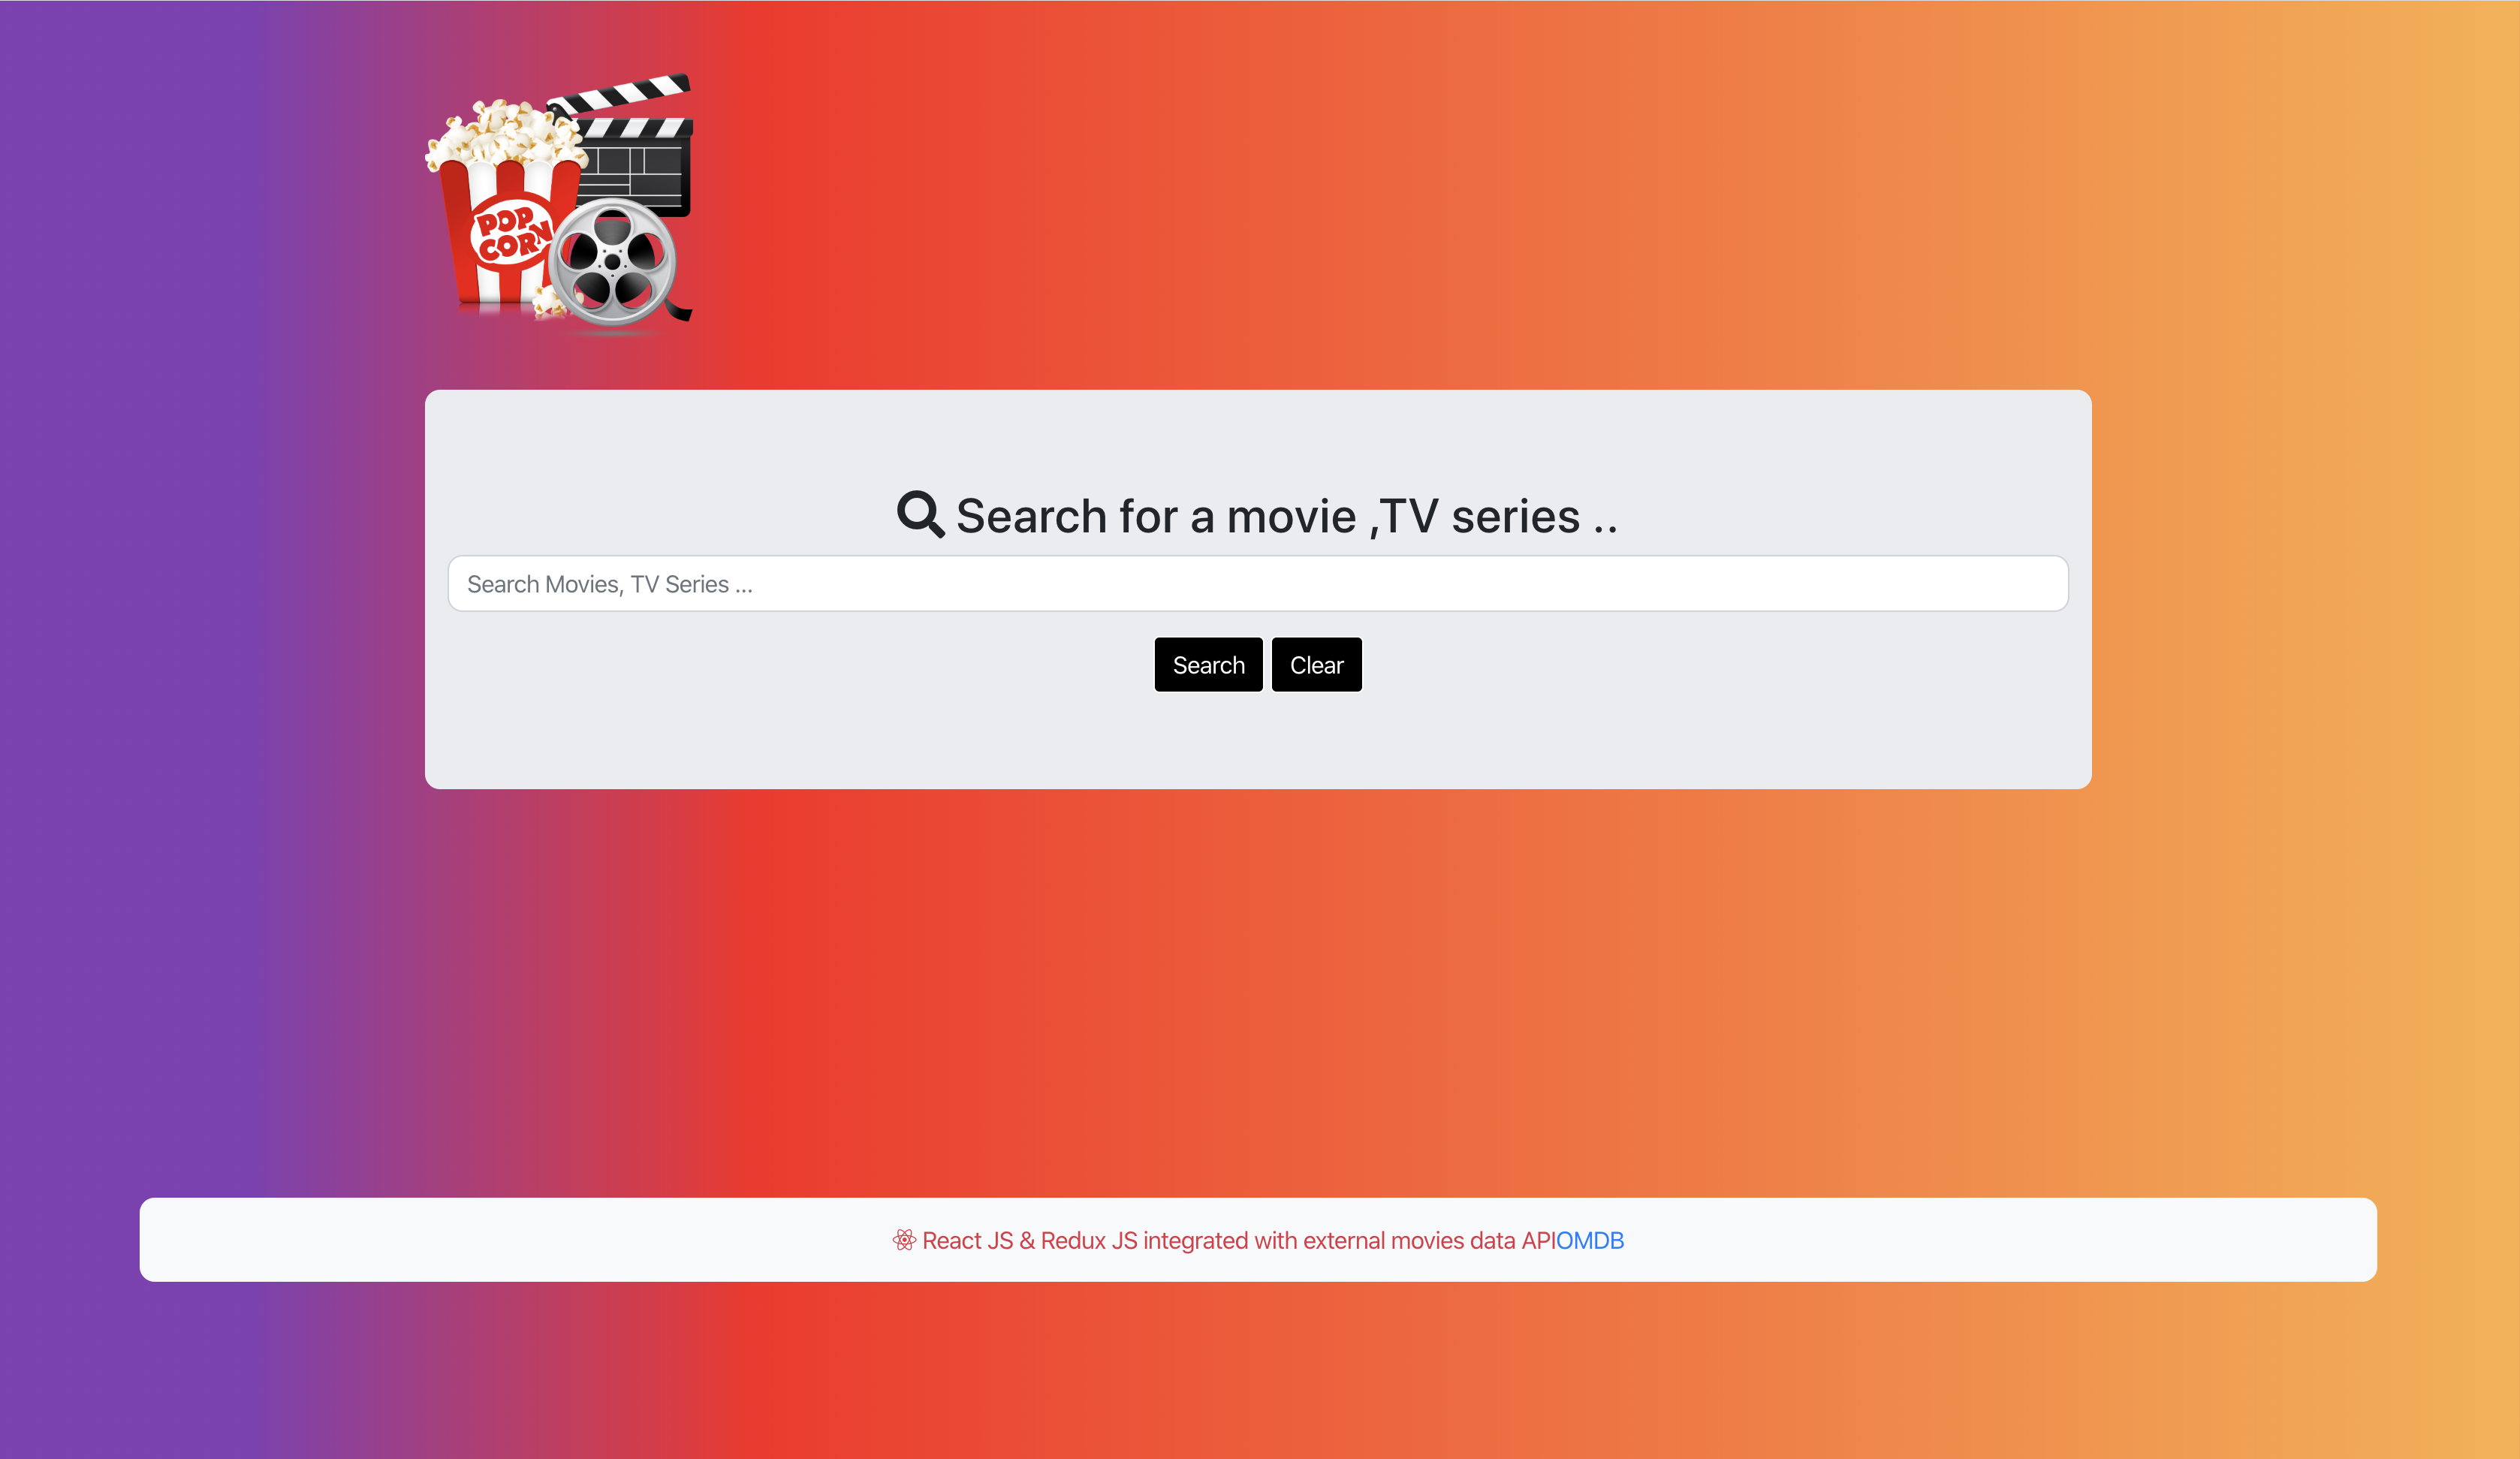 POP
CORN
Search for a movie ,TV series ..
Search Movies, TV Series ...
Search Clear
React JS & Redux JS integrated with external movies data APIOMDB